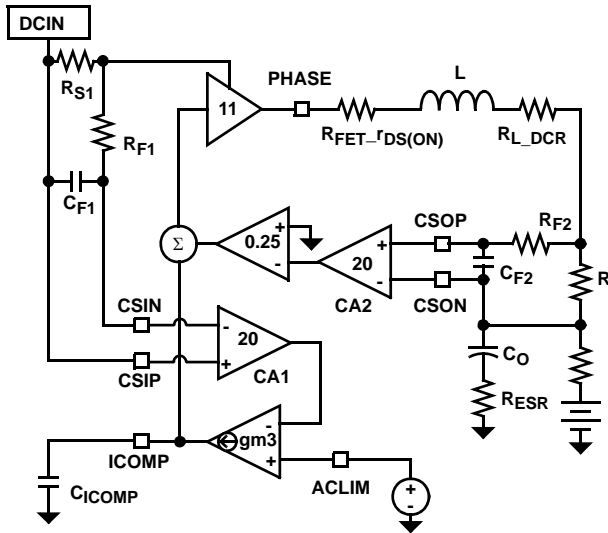 DCIN
RS1
11
PHASE
L
RFET_rDS(ON)
RL_DCR
RF1
CF1
Σ
0.25
+
-
20
+
-
CA2
CSOP
CSON
RF2
CF2
R
CSIN
CSIP
-
20
+
CA1
CO
RESR
ICOMP
gm3
-
+
ACLIM
+
-
CICOMP